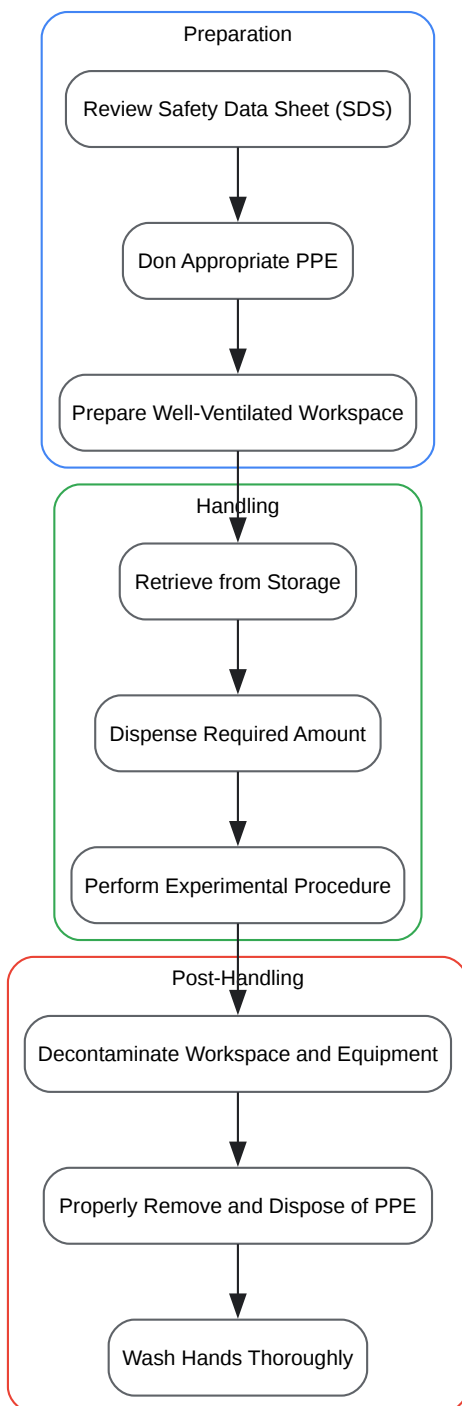 Preparation
Review Safety Data Sheet (SDS)
Don Appropriate PPE
Prepare Well-Ventilated Workspace
Handling
Retrieve from Storage
Dispense Required Amount
Perform Experimental Procedure
Post-Handling
Decontaminate Workspace and Equipment
Properly Remove and Dispose of PPE
Wash Hands Thoroughly